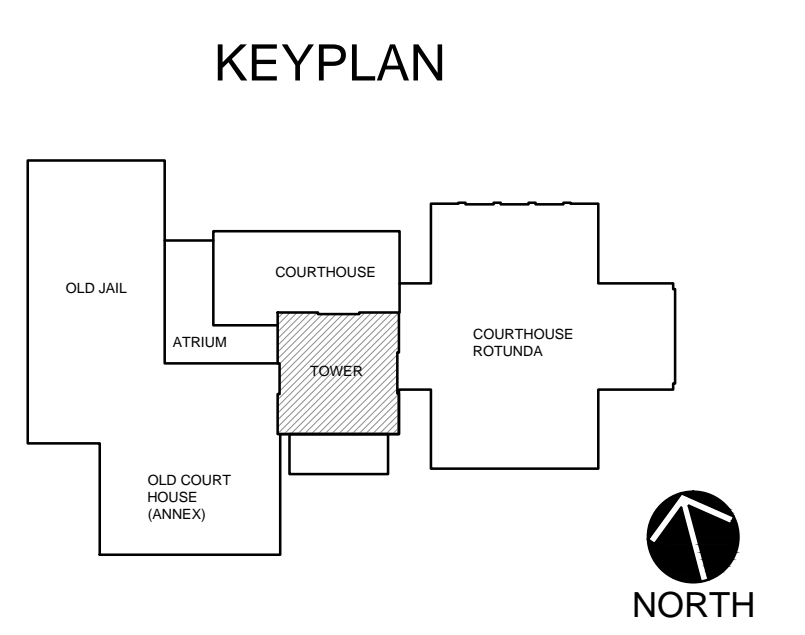 KEYPLAN
COURTHOUSE
OLD JAIL
ATRIUM
COURTHOUSE
ROTUNDA
TOWER
OLD COURT
HOUSE
(ANNEX)
NORTH